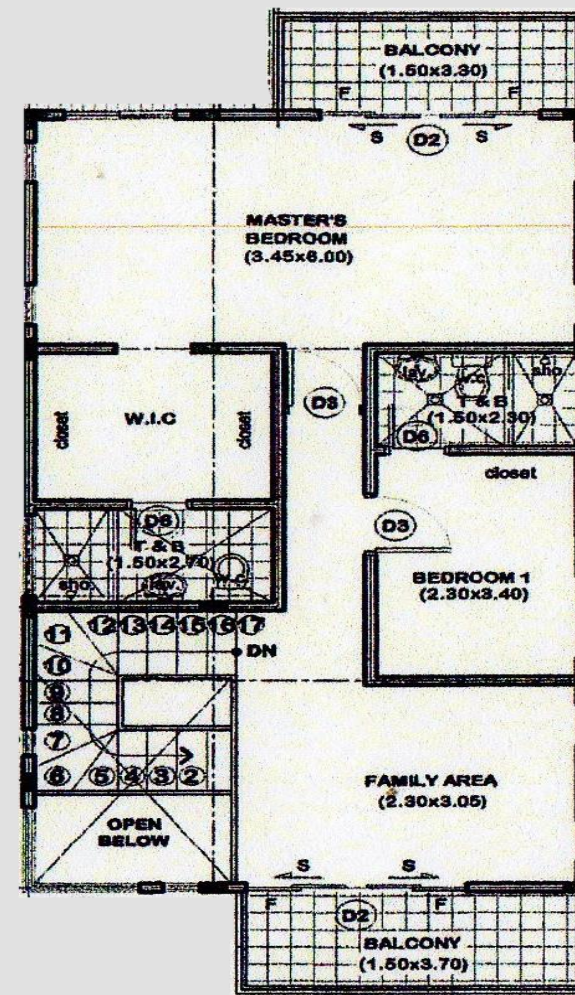 BALCONY
(1.50x3.30)
F F
S S
D2
MASTER'S
BEDROOM
(3.45x6.00)
closet
W.I.C
closet
D3
lav. w.c sho.
T & B
(1.50x2.30)
D6
closet
D3
BEDROOM 1
(2.30x3.40)
D6
T & B
(1.50x2.70)
sho. lav. w.c
11 12 13 14 15 16 17
DN
10
9
8
7
6 5 4 3 2
OPEN
BELOW
FAMILY AREA
(2.30x3.05)
S S
F F
D2
BALCONY
(1.50x3.70)